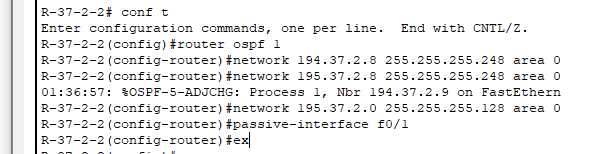 R-37-2-2# conf t
Enter configuration commands, one per line.  End with CNTL/Z.
R-37-2-2(config)#router ospf 1
R-37-2-2(config-router)#network 194.37.2.8 255.255.255.248 area 0
R-37-2-2(config-router)#network 195.37.2.8 255.255.255.248 area 0
01:36:57: %OSPF-5-ADJCHG: Process 1, Nbr 194.37.2.9 on FastEthern
R-37-2-2(config-router)#network 195.37.2.0 255.255.255.128 area 0
R-37-2-2(config-router)#passive-interface f0/1
R-37-2-2(config-router)#ex